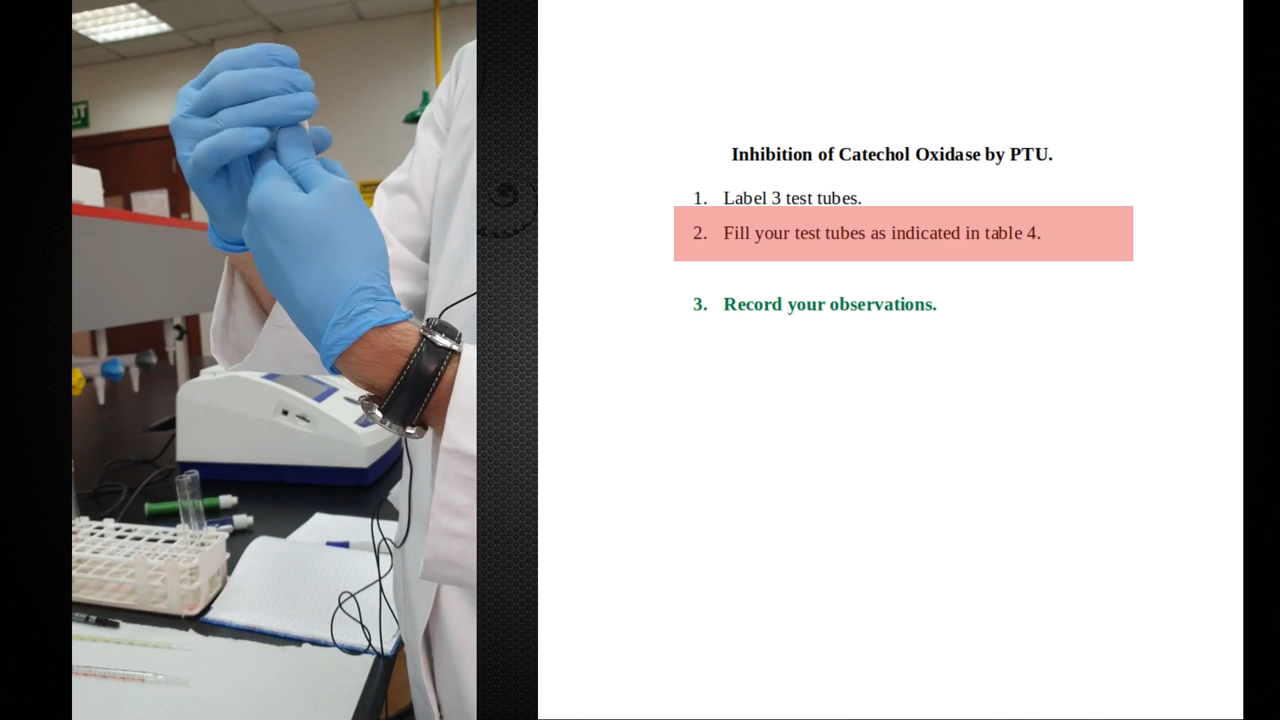 Inhibition of Catechol Oxidase by PTU.
1. Label 3 test tubes.
2. Fill your test tubes as indicated in table 4.
3. Record your observations.